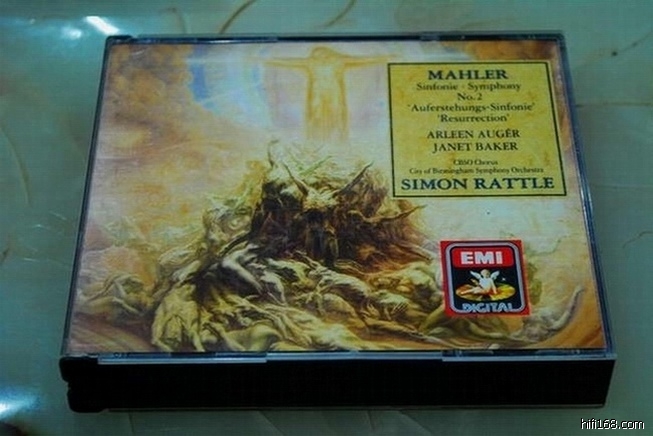 MAHLER
Sinfonie · Symphony
No.2
'Auferstehungs-Sinfonie'
'Resurrection'
ARLEEN AUGÉR
JANET BAKER
CBSO Chorus
City of Birmingham Symphony Orchestra
SIMON RATTLE
EMI
DIGITAL
hifi168.com